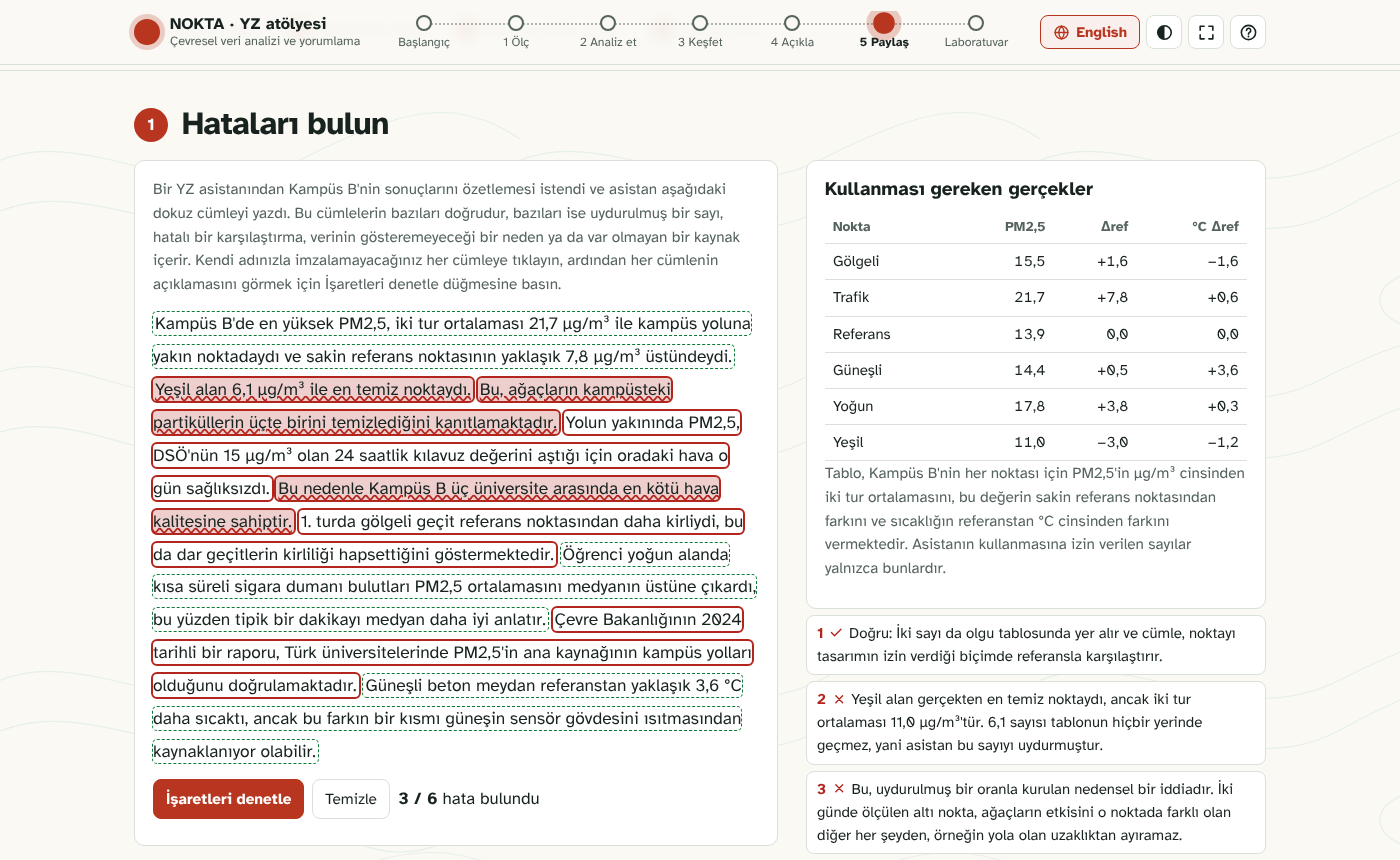 NOKTA · YZ atölyesi
Çevresel veri analizi ve yorumlama
Başlangıç
1 Ölç
2 Analiz et
3 Keşfet
4 Açıkla
5 Paylaş
Laboratuvar
English
1 Hataları bulun
Bir YZ asistanından Kampüs B'nin sonuçlarını özetlemesi istendi ve asistan aşağıdaki
dokuz cümleyi yazdı. Bu cümlelerin bazıları doğrudur, bazıları ise uydurulmuş bir sayı,
hatalı bir karşılaştırma, verinin gösteremeyeceği bir neden ya da var olmayan bir kaynak
içerir. Kendi adınızla imzalamayacağınız her cümleye tıklayın, ardından her cümlenin
açıklamasını görmek için İşaretleri denetle düğmesine basın.
Kampüs B'de en yüksek PM2,5, iki tur ortalaması 21,7 µg/m³ ile kampüs yoluna
yakın noktadaydı ve sakin referans noktasının yaklaşık 7,8 µg/m³ üstündeydi.
Yeşil alan 6,1 µg/m³ ile en temiz noktaydı. Bu, ağaçların kampüsteki
partiküllerin üçte birini temizlediğini kanıtlamaktadır. Yolun yakınında PM2,5,
DSÖ'nün 15 µg/m³ olan 24 saatlik kılavuz değerini aştığı için oradaki hava o
gün sağlıksızdı. Bu nedenle Kampüs B üç üniversite arasında en kötü hava
kalitesine sahiptir. 1. turda gölgeli geçit referans noktasından daha kirliydi, bu
da dar geçitlerin kirliliği hapsettiğini göstermektedir. Öğrenci yoğun alanda
kısa süreli sigara dumanı bulutları PM2,5 ortalamasını medyanın üstüne çıkardı,
bu yüzden tipik bir dakikayı medyan daha iyi anlatır. Çevre Bakanlığının 2024
tarihli bir raporu, Türk üniversitelerinde PM2,5'in ana kaynağının kampüs yolları
olduğunu doğrulamaktadır. Güneşli beton meydan referanstan yaklaşık 3,6 °C
daha sıcaktı, ancak bu farkın bir kısmı güneşin sensör gövdesini ısıtmasından
kaynaklanıyor olabilir.
İşaretleri denetle
Temizle
3 / 6 hata bulundu
Kullanması gereken gerçekler
Nokta PM2,5 Δref °C Δref
Gölgeli 15,5 +1,6 −1,6
Trafik 21,7 +7,8 +0,6
Referans 13,9 0,0 0,0
Güneşli 14,4 +0,5 +3,6
Yoğun 17,8 +3,8 +0,3
Yeşil 11,0 −3,0 −1,2
Tablo, Kampüs B'nin her noktası için PM2,5'in µg/m³ cinsinden
iki tur ortalamasını, bu değerin sakin referans noktasından
farkını ve sıcaklığın referanstan °C cinsinden farkını
vermektedir. Asistanın kullanmasına izin verilen sayılar
yalnızca bunlardır.
1 ✓ Doğru: İki sayı da olgu tablosunda yer alır ve cümle, noktayı
tasarımın izin verdiği biçimde referansla karşılaştırır.
2 ✕ Yeşil alan gerçekten en temiz noktaydı, ancak iki tur
ortalaması 11,0 µg/m³'tür. 6,1 sayısı tablonun hiçbir yerinde
geçmez, yani asistan bu sayıyı uydurmuştur.
3 ✕ Bu, uydurulmuş bir oranla kurulan nedensel bir iddiadır. İki
günde ölçülen altı nokta, ağaçların etkisini o noktada farklı olan
diğer her şeyden, örneğin yola olan uzaklıktan ayıramaz.